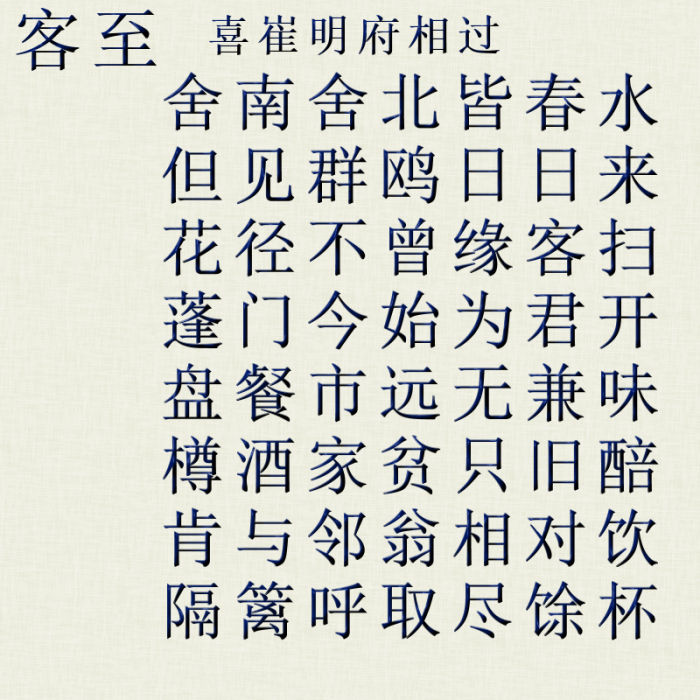 客至 喜崔明府相过
舍南舍北皆春水
但见群鸥日日来
花径不曾缘客扫
蓬门今始为君开
盘餐市远无兼味
樽酒家贫只旧醅
肯与邻翁相对饮
隔篱呼取尽馀杯